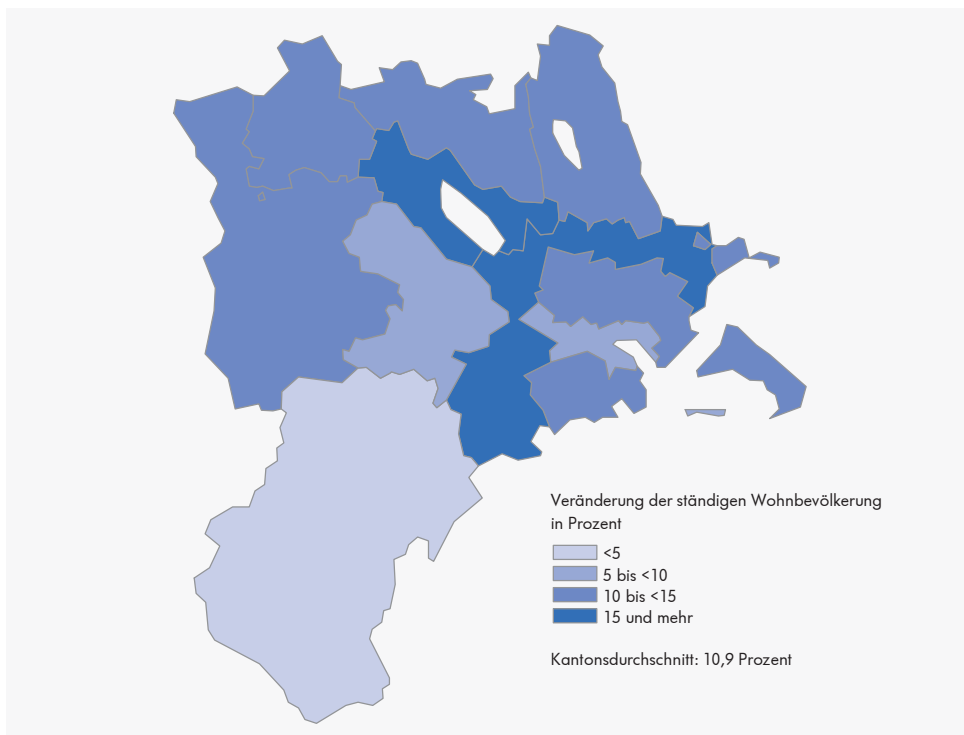 Veränderung der ständigen Wohnbevölkerung
in Prozent
<5
5 bis <10
10 bis <15
15 und mehr
Kantonsdurchschnitt: 10,9 Prozent